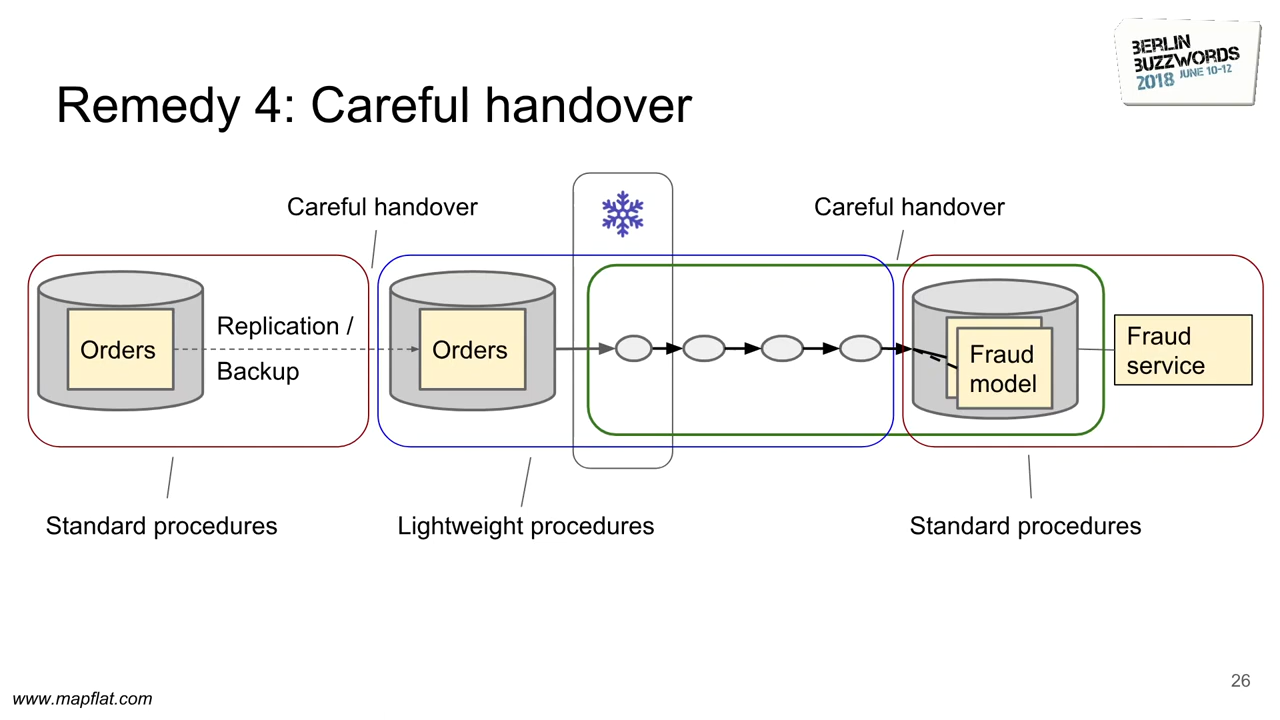 BERLIN
BUZZWORDS
2018 JUNE 10-12
Remedy 4: Careful handover
Careful handover
Careful handover
Orders
Replication /
Backup
Orders
Fraud
model
Fraud
service
Standard procedures
Lightweight procedures
Standard procedures
26
www.mapflat.com